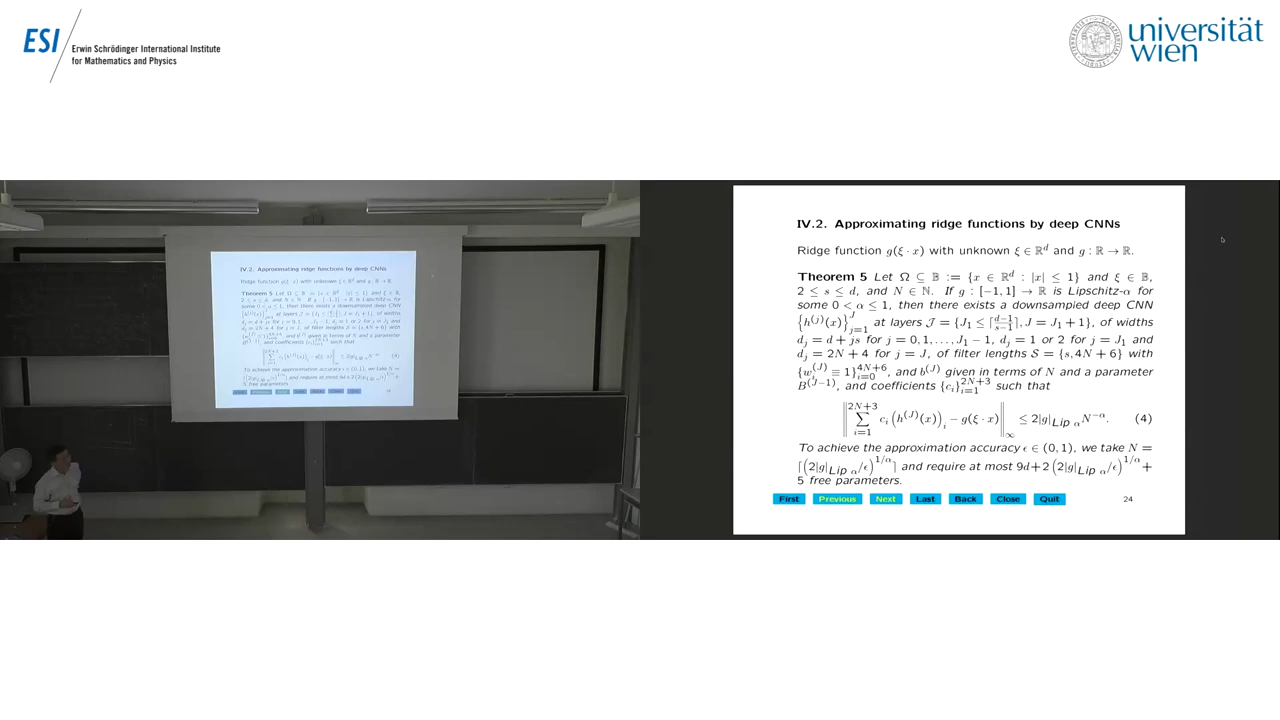 ESI
Erwin Schrödinger International Institute
for Mathematics and Physics
universität
wien
IV.2. Approximating ridge functions by deep CNNs
Ridge function g(ξ · x) with unknown ξ ∈ ℝ^d and g : ℝ → ℝ.
Theorem 5 Let Ω ⊆ 𝔹 := {x ∈ ℝ^d : |x| ≤ 1} and ξ ∈ 𝔹,
2 ≤ s ≤ d, and N ∈ ℕ. If g : [−1, 1] → ℝ is Lipschitz-α for
some 0 < α ≤ 1, then there exists a downsampled deep CNN
{h^(j)(x)}_{j=1}^J at layers 𝒥 = {J₁ ≤ ⌈(d−1)/(s−1)⌉, J = J₁ + 1}, of widths
d_j = d + js for j = 0, 1, . . . , J₁ − 1, d_j = 1 or 2 for j = J₁ and
d_j = 2N + 4 for j = J, of filter lengths 𝒮 = {s, 4N + 6} with
{w_i^(J) ≡ 1}_{i=0}^{4N+6}, and b^(J) given in terms of N and a parameter
B^(J−1), and coefficients {c_i}_{i=1}^{2N+3} such that
‖∑_{i=1}^{2N+3} c_i (h^(J)(x))_i − g(ξ · x)‖_∞ ≤ 2|g|_{Lip α} N^{−α}. (4)
To achieve the approximation accuracy ϵ ∈ (0, 1), we take N =
⌈(2|g|_{Lip α}/ϵ)^{1/α}⌉ and require at most 9d+2 (2|g|_{Lip α}/ϵ)^{1/α} +
5 free parameters.
First Previous Next Last Back Close Quit 24